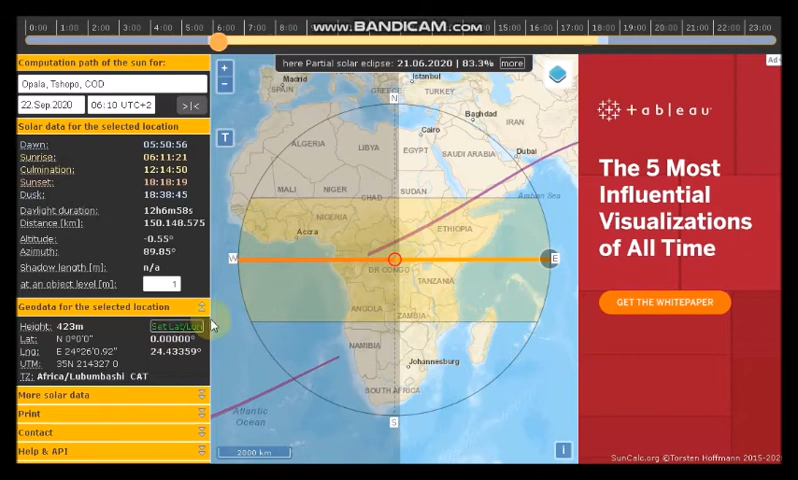 0:00 1:00 2:00 3:00 4:00 5:00 6:00 7:00 8:00 9:00 10:00 www.BANDICAM.com 16:00 17:00 18:00 19:00 20:00 21:00 22:00 23:00
Computation path of the sun for:
Opala, Tshopo, COD
22.Sep.2020 06:10 UTC+2 >|<
Solar data for the selected location
Dawn: 05:50:56
Sunrise: 06:11:21
Culmination: 12:14:50
Sunset: 18:18:19
Dusk: 18:38:45
Daylight duration: 12h6m58s
Distance [km]: 150.148.575
Altitude: -0.55°
Azimuth: 89.85°
Shadow length [m]: n/a
at an object level [m]: 1
Geodata for the selected location
Height: 423m Set Lat/Lon
Lat: N 0°0'0'' 0.00000°
Lng: E 24°26'0.92'' 24.43359°
UTM: 35N 214327 0
TZ: Africa/Lubumbashi CAT
More solar data
Print
Contact
Help & API
here Partial solar eclipse: 21.06.2020 | 83.3% more
+
−
T
N
Madrid
SPAIN
GREECE
Istanbul
TURKEY
Baghdad
IRAN
Cairo
ALGERIA
LIBYA
EGYPT
Dubai
SAUDI ARABIA
MALI
NIGER
CHAD
SUDAN
Arabian Sea
NIGERIA
Accra
ETHIOPIA
W
E
DR CONGO
TANZANIA
ANGOLA
ZAMBIA
NAMIBIA
Johannesburg
SOUTH AFRICA
Atlantic
Ocean
S
2000 km
i
Ad
+ableau
The 5 Most
Influential
Visualizations
of All Time
GET THE WHITEPAPER
SunCalc.org ©Torsten Hoffmann 2015-202